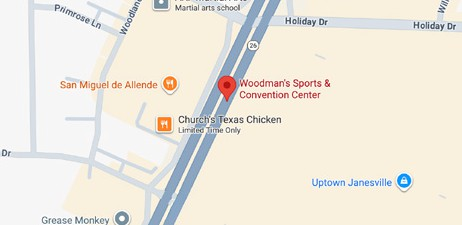 Martial arts school
Primrose Ln
Woodland
Holiday Dr
Holiday Dr
26
San Miguel de Allende
Woodman's Sports &
Convention Center
Church's Texas Chicken
Limited Time Only
Dr
Uptown Janesville
Grease Monkey